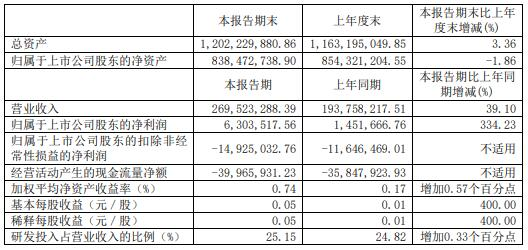 本报告期末 上年度末 本报告期末比上年度末增减(%)
总资产 1,202,229,880.86 1,163,195,049.85 3.36
归属于上市公司股东的净资产 838,472,738.90 854,321,204.55 -1.86
本报告期 上年同期 本报告期比上年同期增减(%)
营业收入 269,523,288.39 193,758,217.51 39.10
归属于上市公司股东的净利润 6,303,517.56 1,451,666.76 334.23
归属于上市公司股东的扣除非经常性损益的净利润 -14,925,032.76 -11,646,469.01 不适用
经营活动产生的现金流量净额 -39,965,931.23 -35,847,923.93 不适用
加权平均净资产收益率（%） 0.74 0.17 增加0.57个百分点
基本每股收益（元／股） 0.05 0.01 400.00
稀释每股收益（元／股） 0.05 0.01 400.00
研发投入占营业收入的比例（%） 25.15 24.82 增加0.33个百分点